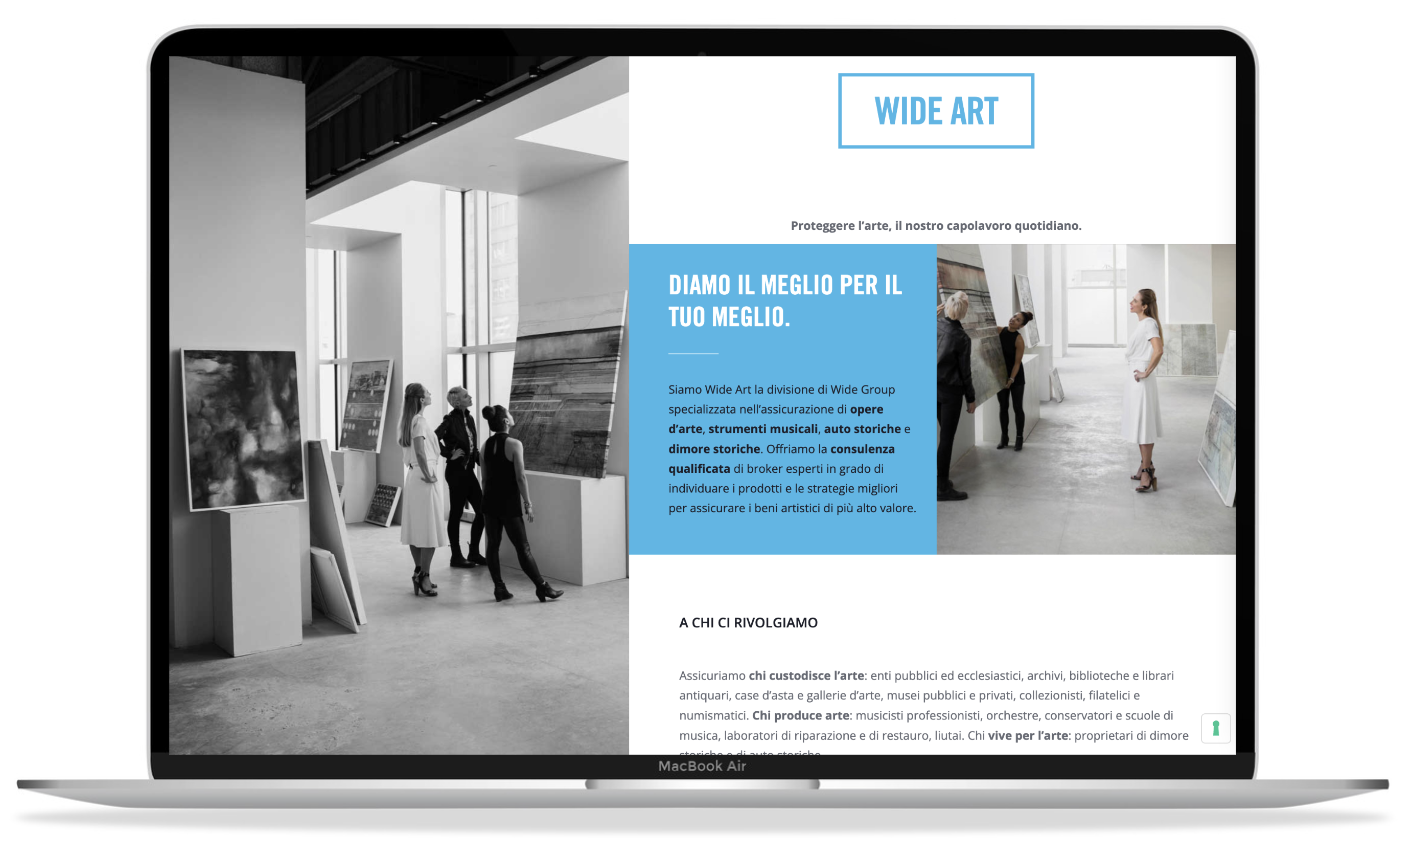 WIDE ART
Proteggere l’arte, il nostro capolavoro quotidiano.
DIAMO IL MEGLIO PER IL
TUO MEGLIO.
Siamo Wide Art la divisione di Wide Group
specializzata nell’assicurazione di opere
d’arte, strumenti musicali, auto storiche e
dimore storiche. Offriamo la consulenza
qualificata di broker esperti in grado di
individuare i prodotti e le strategie migliori
per assicurare i beni artistici di più alto valore.
A CHI CI RIVOLGIAMO
Assicuriamo chi custodisce l’arte: enti pubblici ed ecclesiastici, archivi, biblioteche e librari
antiquari, case d’asta e gallerie d’arte, musei pubblici e privati, collezionisti, filatelici e
numismatici. Chi produce arte: musicisti professionisti, orchestre, conservatori e scuole di
musica, laboratori di riparazione e di restauro, liutai. Chi vive per l’arte: proprietari di dimore
storiche e di auto storiche.
MacBook Air